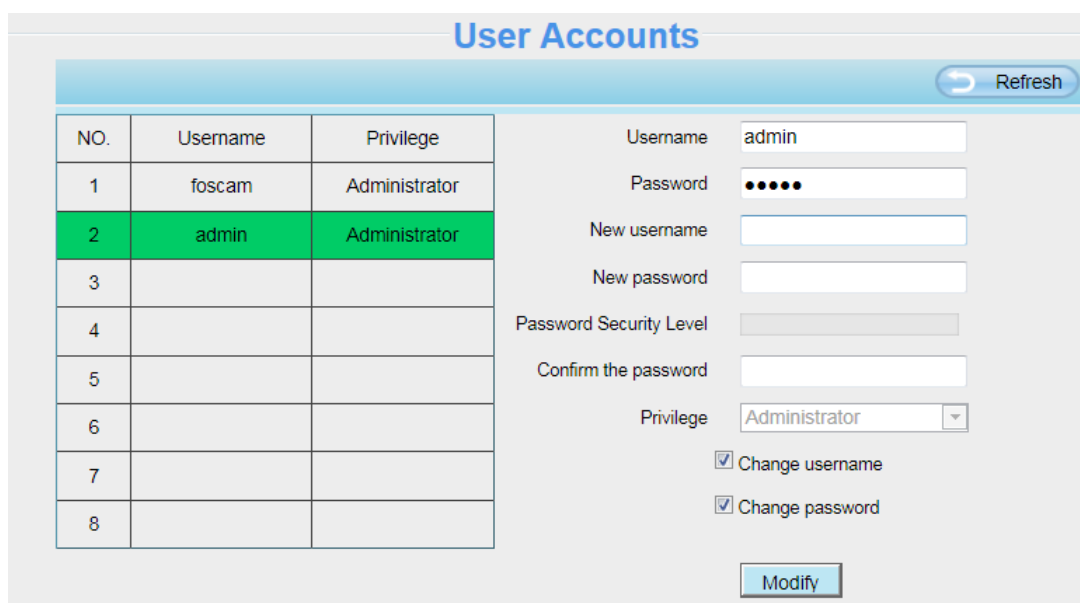 User Accounts
Refresh
NO. Username Privilege
1 foscam Administrator
2 admin Administrator
3
4
5
6
7
8
Username admin
Password •••••
New username
New password
Password Security Level
Confirm the password
Privilege Administrator
Change username
Change password
Modify